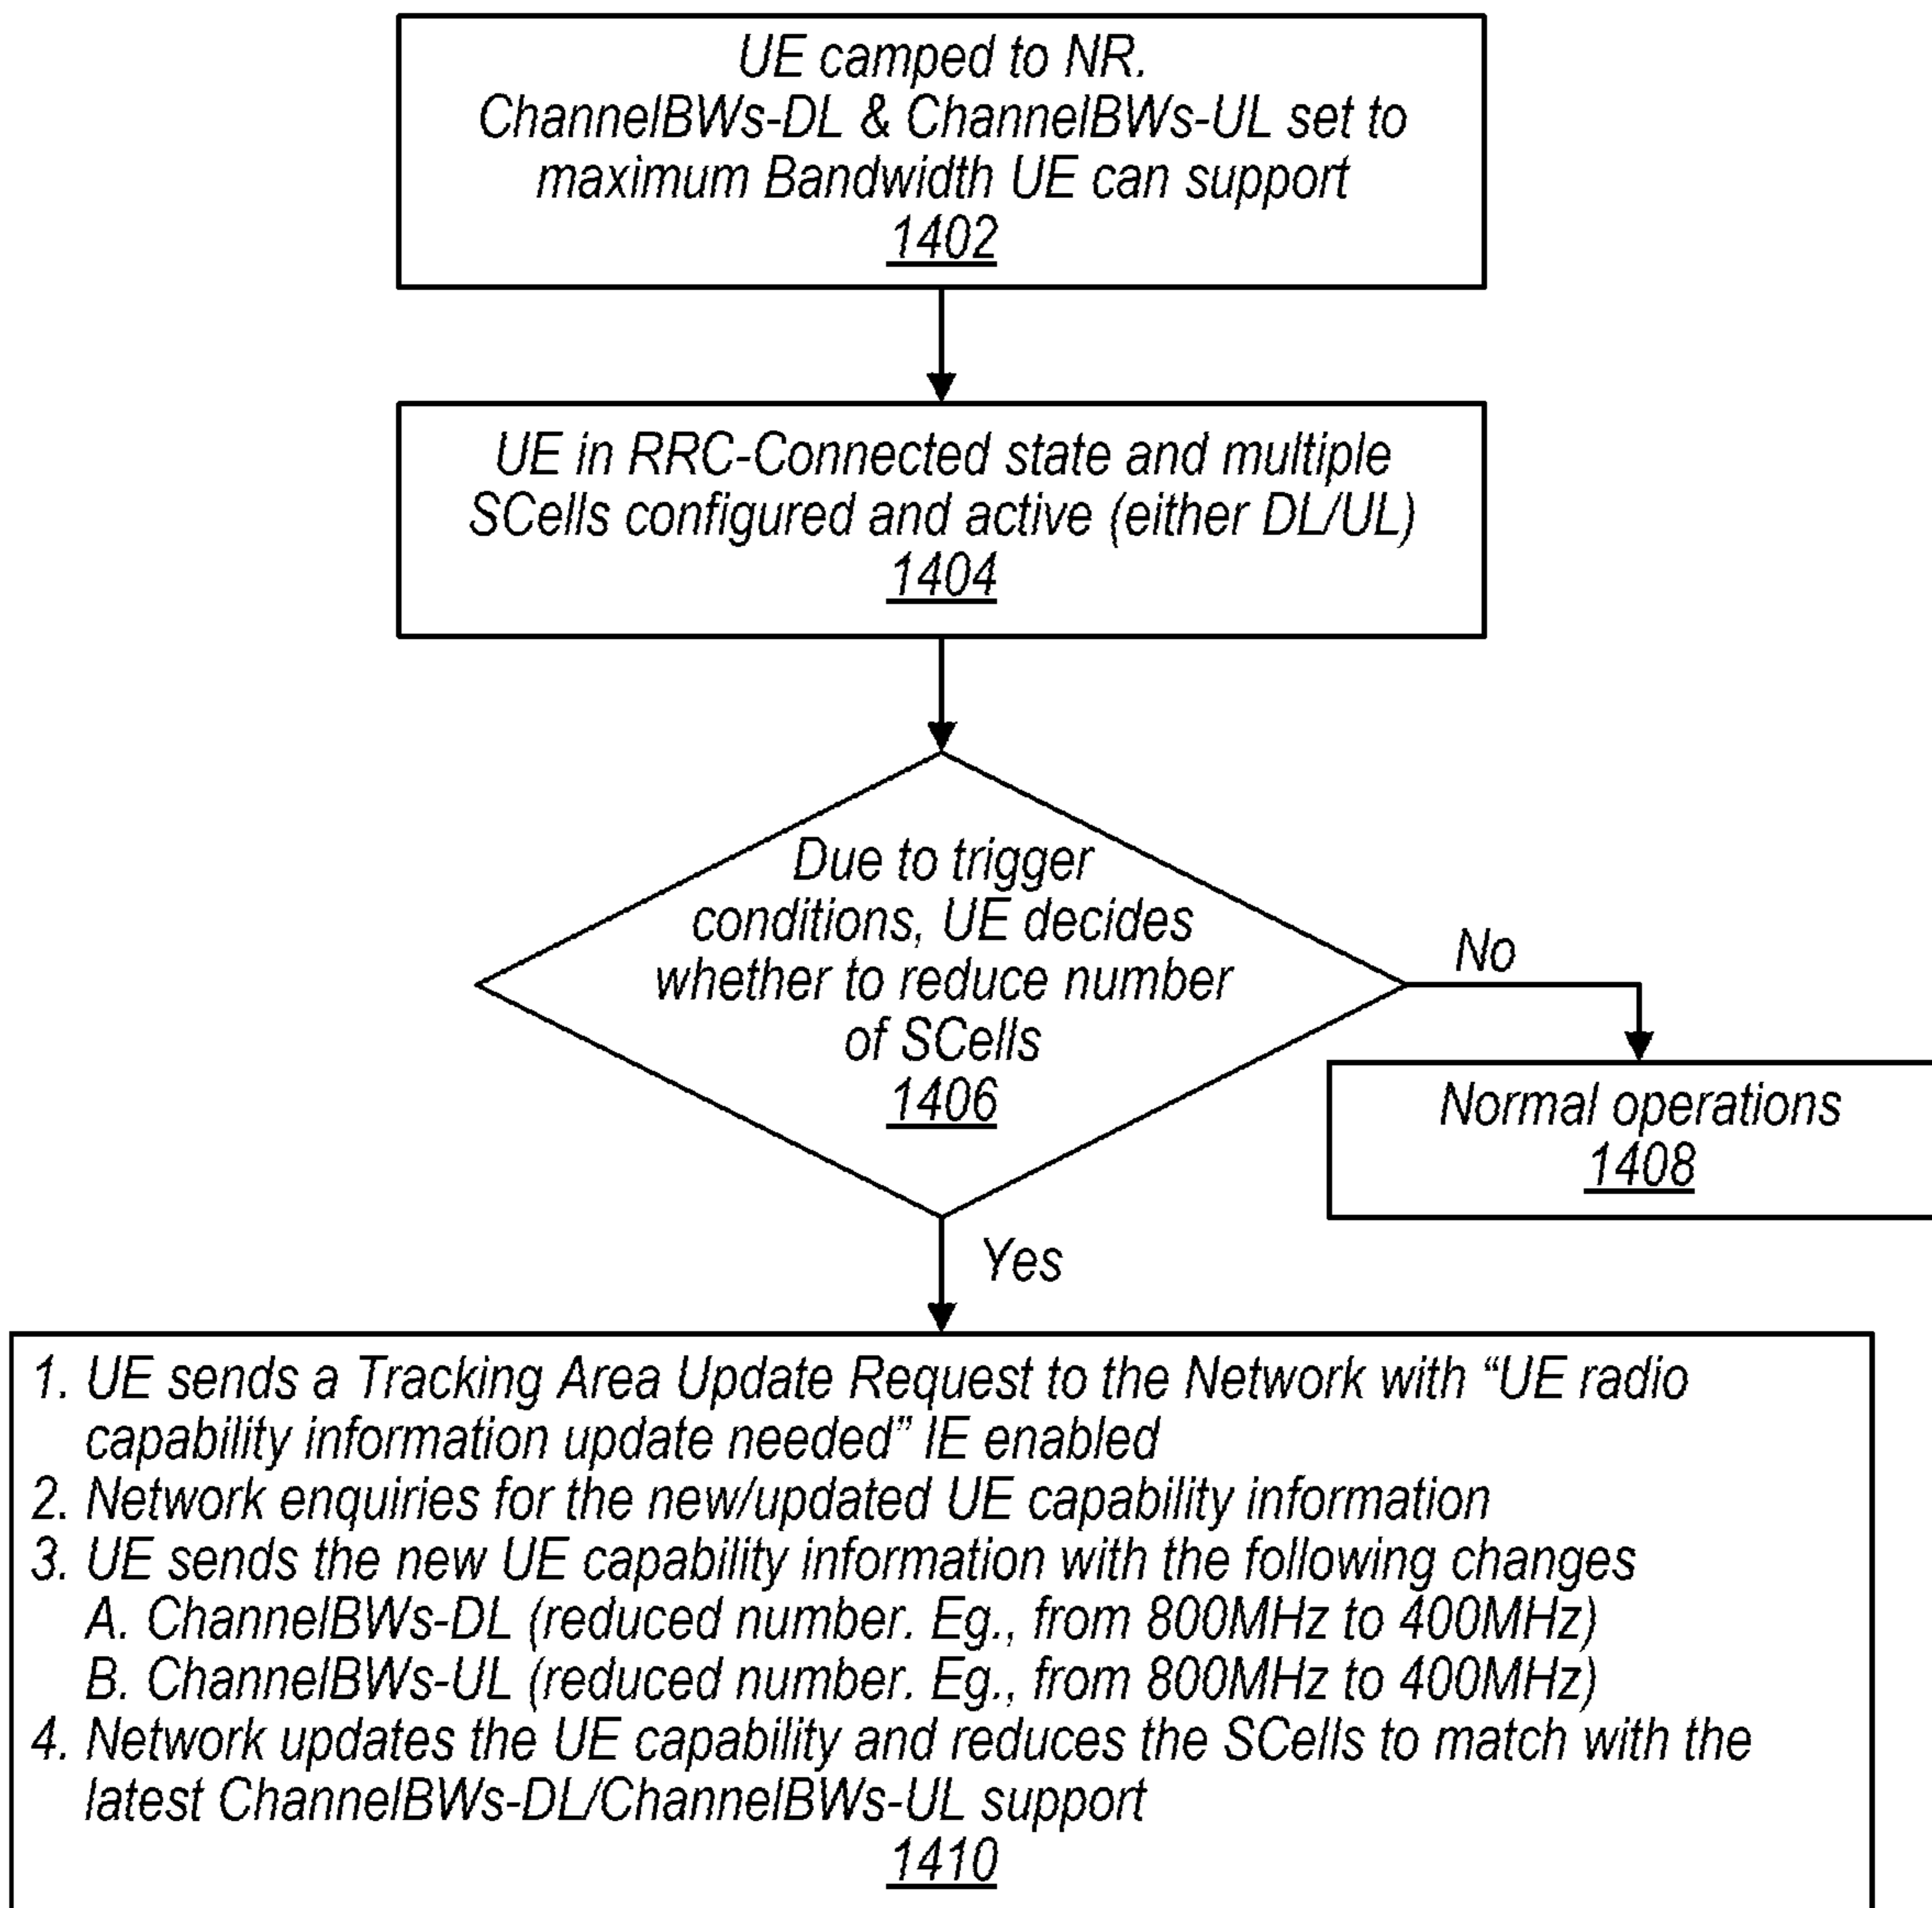 UE camped to NR.
ChannelBWs-DL & ChannelBWs-UL set to
maximum Bandwidth UE can support
1402
UE in RRC-Connected state and multiple
SCells configured and active (either DL/UL)
1404
Due to trigger
conditions, UE decides
whether to reduce number
of SCells
1406
No
Normal operations
1408
Yes
1. UE sends a Tracking Area Update Request to the Network with “UE radio
capability information update needed” IE enabled
2. Network enquiries for the new/updated UE capability information
3. UE sends the new UE capability information with the following changes
A. ChannelBWs-DL (reduced number. Eg., from 800MHz to 400MHz)
B. ChannelBWs-UL (reduced number. Eg., from 800MHz to 400MHz)
4. Network updates the UE capability and reduces the SCells to match with the
latest ChannelBWs-DL/ChannelBWs-UL support
1410